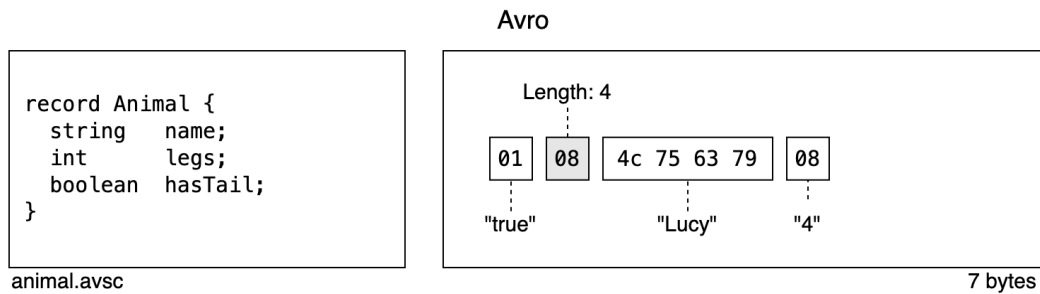 Avro
record Animal {
string name;
int legs;
boolean hasTail;
}
animal.avsc
Length: 4
01 08 4c 75 63 79 08
"true" "Lucy" "4"
7 bytes